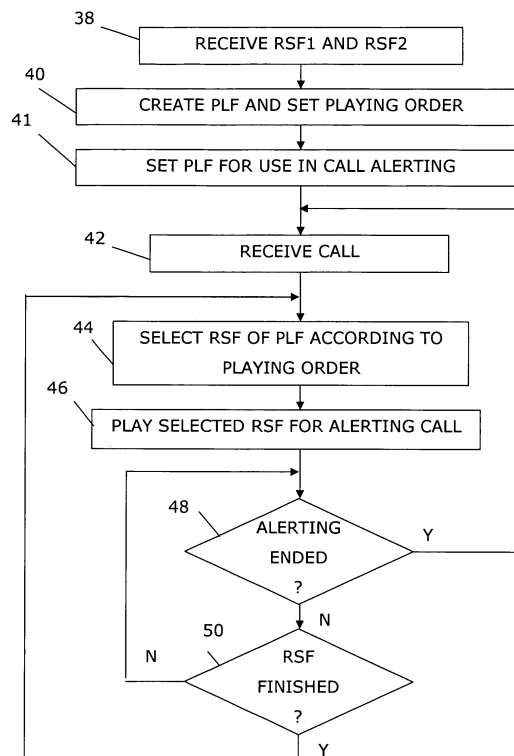 38
RECEIVE RSF1 AND RSF2
40
CREATE PLF AND SET PLAYING ORDER
41
SET PLF FOR USE IN CALL ALERTING
42
RECEIVE CALL
44
SELECT RSF OF PLF ACCORDING TO
PLAYING ORDER
46
PLAY SELECTED RSF FOR ALERTING CALL
48
ALERTING
ENDED
?
Y
N
50
RSF
FINISHED
?
N
Y